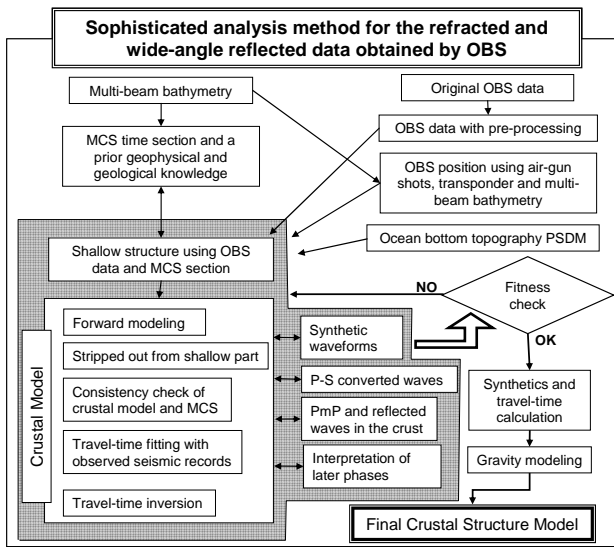 Sophisticated analysis method for the refracted and
wide-angle reflected data obtained by OBS
Multi-beam bathymetry
Original OBS data
MCS time section and a
prior geophysical and
geological knowledge
OBS data with pre-processing
OBS position using air-gun
shots, transponder and multi-
beam bathymetry
Shallow structure using OBS
data and MCS section
Ocean bottom topography PSDM
NO
Fitness
check
OK
Crustal Model
Forward modeling
Stripped out from shallow part
Consistency check of
crustal model and MCS
Travel-time fitting with
observed seismic records
Travel-time inversion
Synthetic
waveforms
P-S converted waves
PmP and reflected
waves in the crust
Interpretation of
later phases
Synthetics and
travel-time
calculation
Gravity modeling
Final Crustal Structure Model